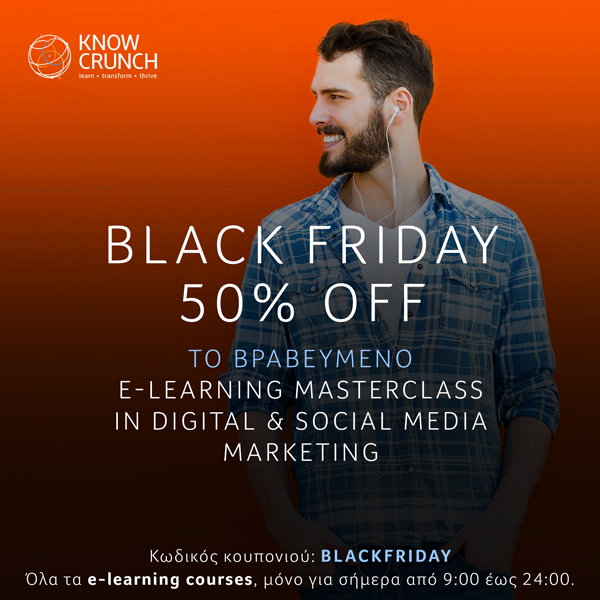 KNOW
CRUNCH
learn • transform • thrive
BLACK FRIDAY
50% OFF
ΤΟ ΒΡΑΒΕΥΜΕΝΟ
E-LEARNING MASTERCLASS
IN DIGITAL & SOCIAL MEDIA
MARKETING
Κωδικός κουπονιού: BLACKFRIDAY
Όλα τα e-learning courses, μόνο για σήμερα από 9:00 έως 24:00.